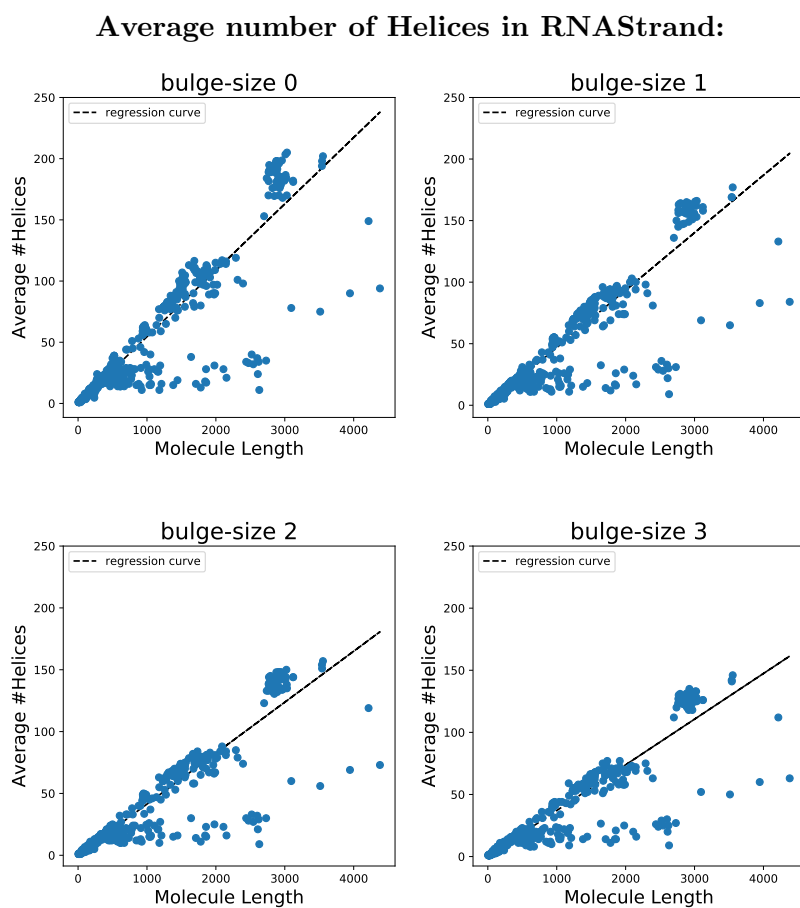 Average number of Helices in RNAStrand:
bulge-size 0
250
200
150
100
50
0
Average #Helices
regression curve
0 1000 2000 3000 4000
Molecule Length
bulge-size 1
250
200
150
100
50
0
Average #Helices
regression curve
0 1000 2000 3000 4000
Molecule Length
bulge-size 2
250
200
150
100
50
0
Average #Helices
regression curve
0 1000 2000 3000 4000
Molecule Length
bulge-size 3
250
200
150
100
50
0
Average #Helices
regression curve
0 1000 2000 3000 4000
Molecule Length